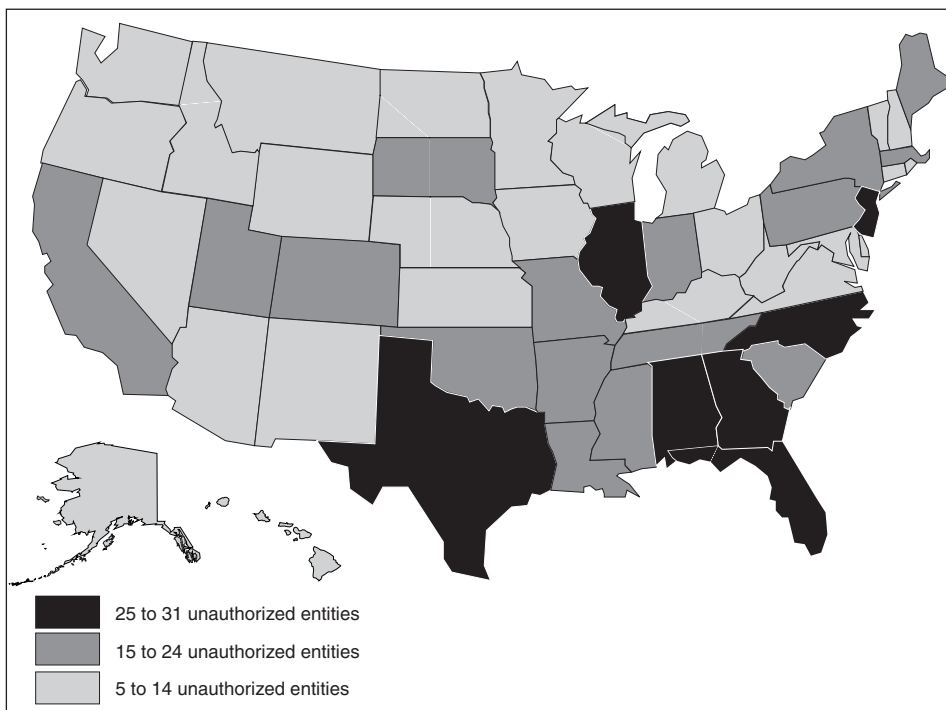 25 to 31 unauthorized entities
15 to 24 unauthorized entities
5 to 14 unauthorized entities